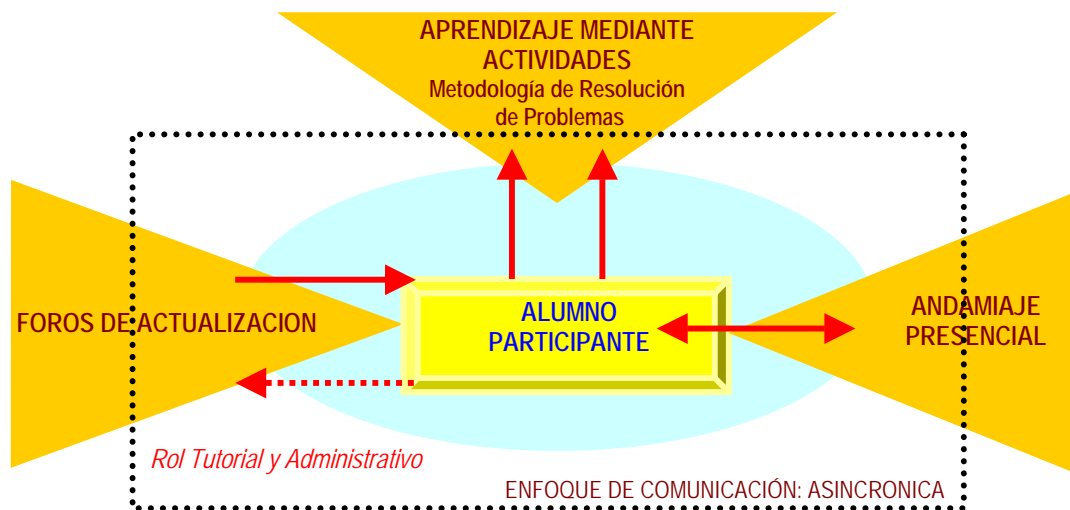 APRENDIZAJE MEDIANTE
ACTIVIDADES
Metodología de Resolución
de Problemas
FOROS DE ACTUALIZACION
ALUMNO
PARTICIPANTE
ANDAMIAJE
PRESENCIAL
Rol Tutorial y Administrativo
ENFOQUE DE COMUNICACIÓN: ASINCRONICA